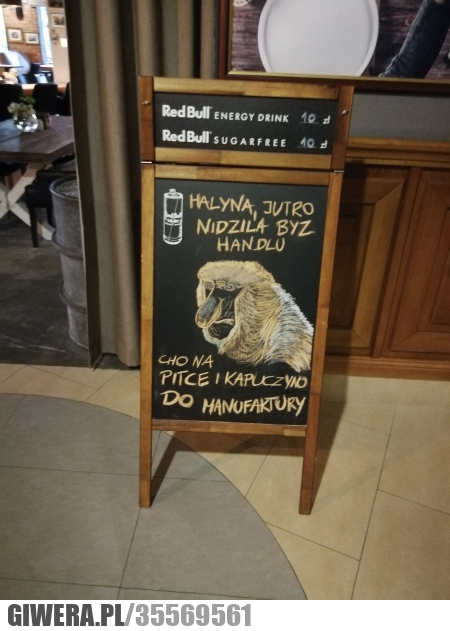 Red Bull ENERGY DRINK 10 zł
Red Bull SUGARFREE 10 zł
HALYNA, JUTRO
NIDZILA BYZ
HANDLU
CHO NA
PITCE I KAPUCZYNO
DO MANUFAKTURY
GIWERA.PL/35569561